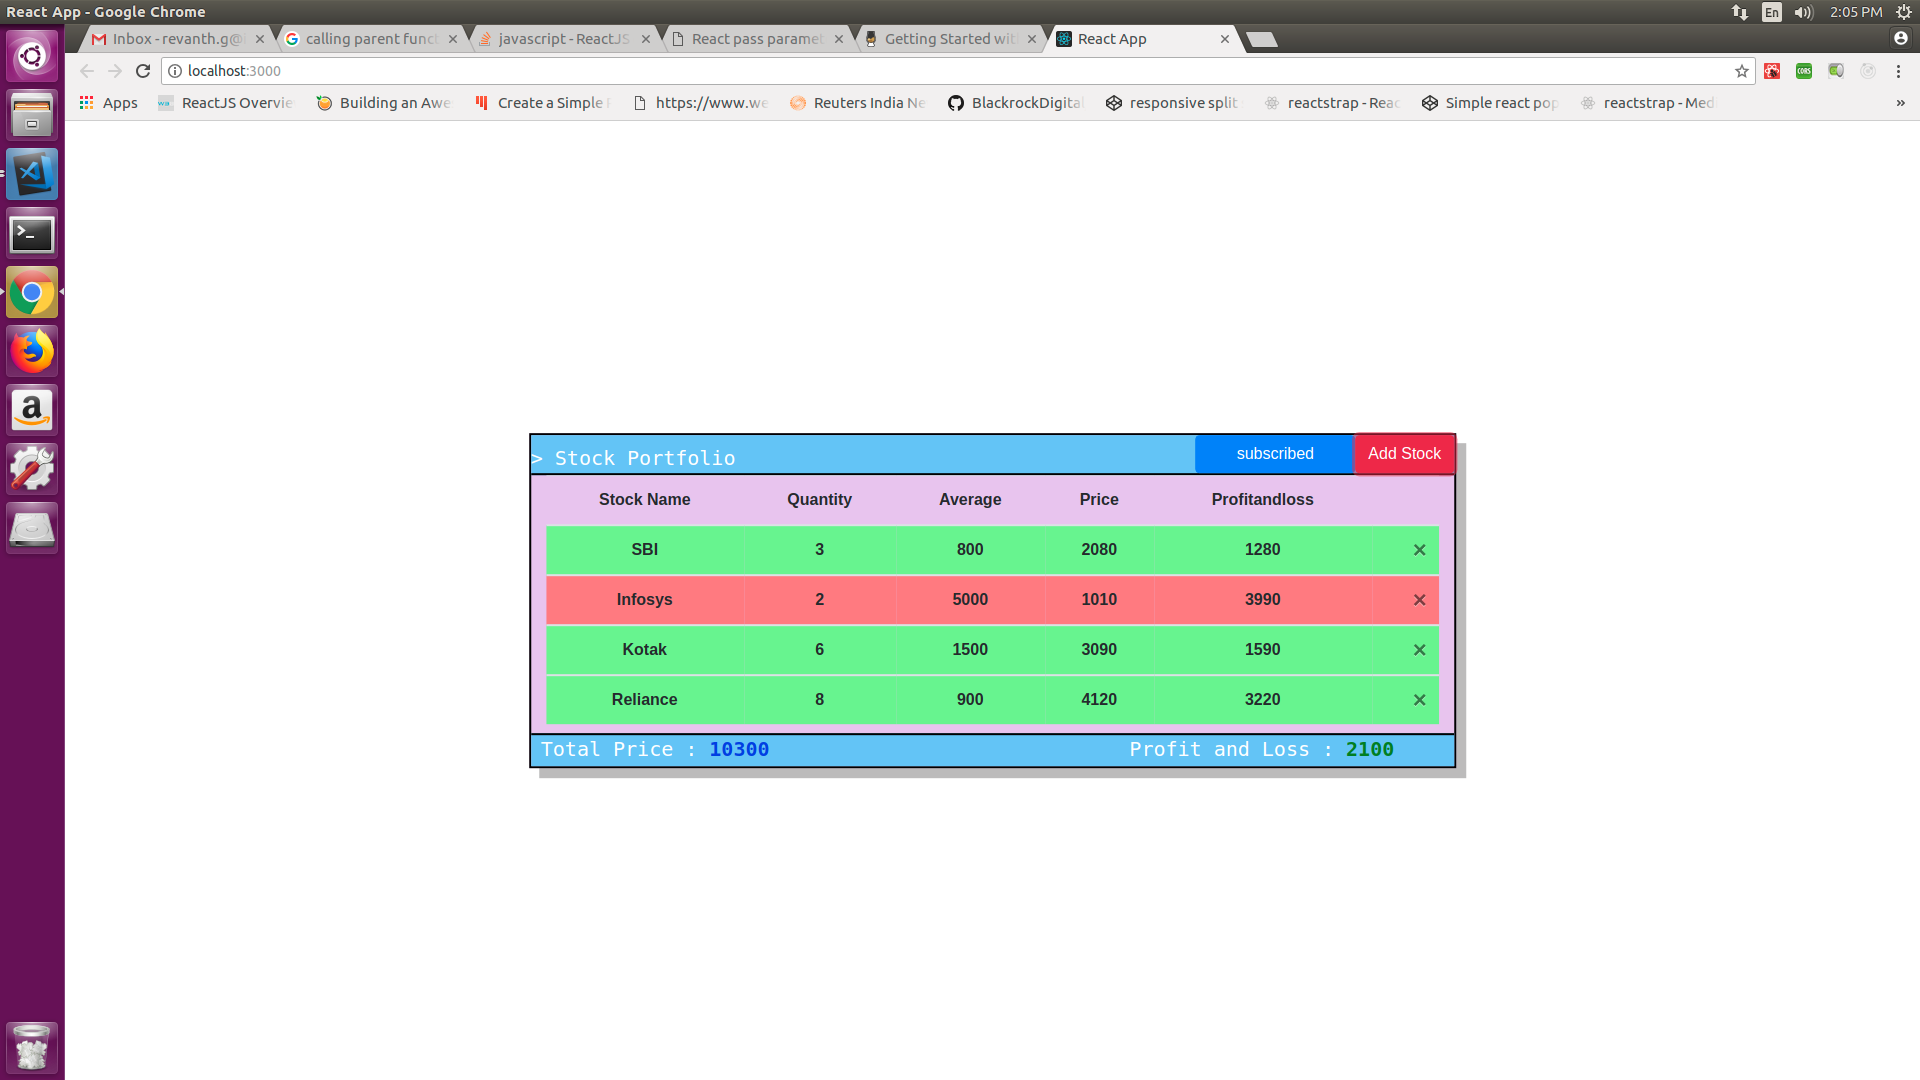 React App - Google Chrome
En
2:05 PM
Inbox - revanth.g@
calling parent funct
javascript - ReactJS
React pass paramet
Getting Started wit
React App
localhost:3000
CORS
Apps
ReactJS Overvie
Building an Awe
Create a Simple
https://www.we
Reuters India Ne
BlackrockDigita
responsive split
reactstrap - Reac
Simple react pop
reactstrap - Med
»
> Stock Portfolio
subscribed
Add Stock
Stock Name Quantity Average Price Profitandloss
SBI 3 800 2080 1280 ×
Infosys 2 5000 1010 3990 ×
Kotak 6 1500 3090 1590 ×
Reliance 8 900 4120 3220 ×
Total Price : 10300
Profit and Loss : 2100